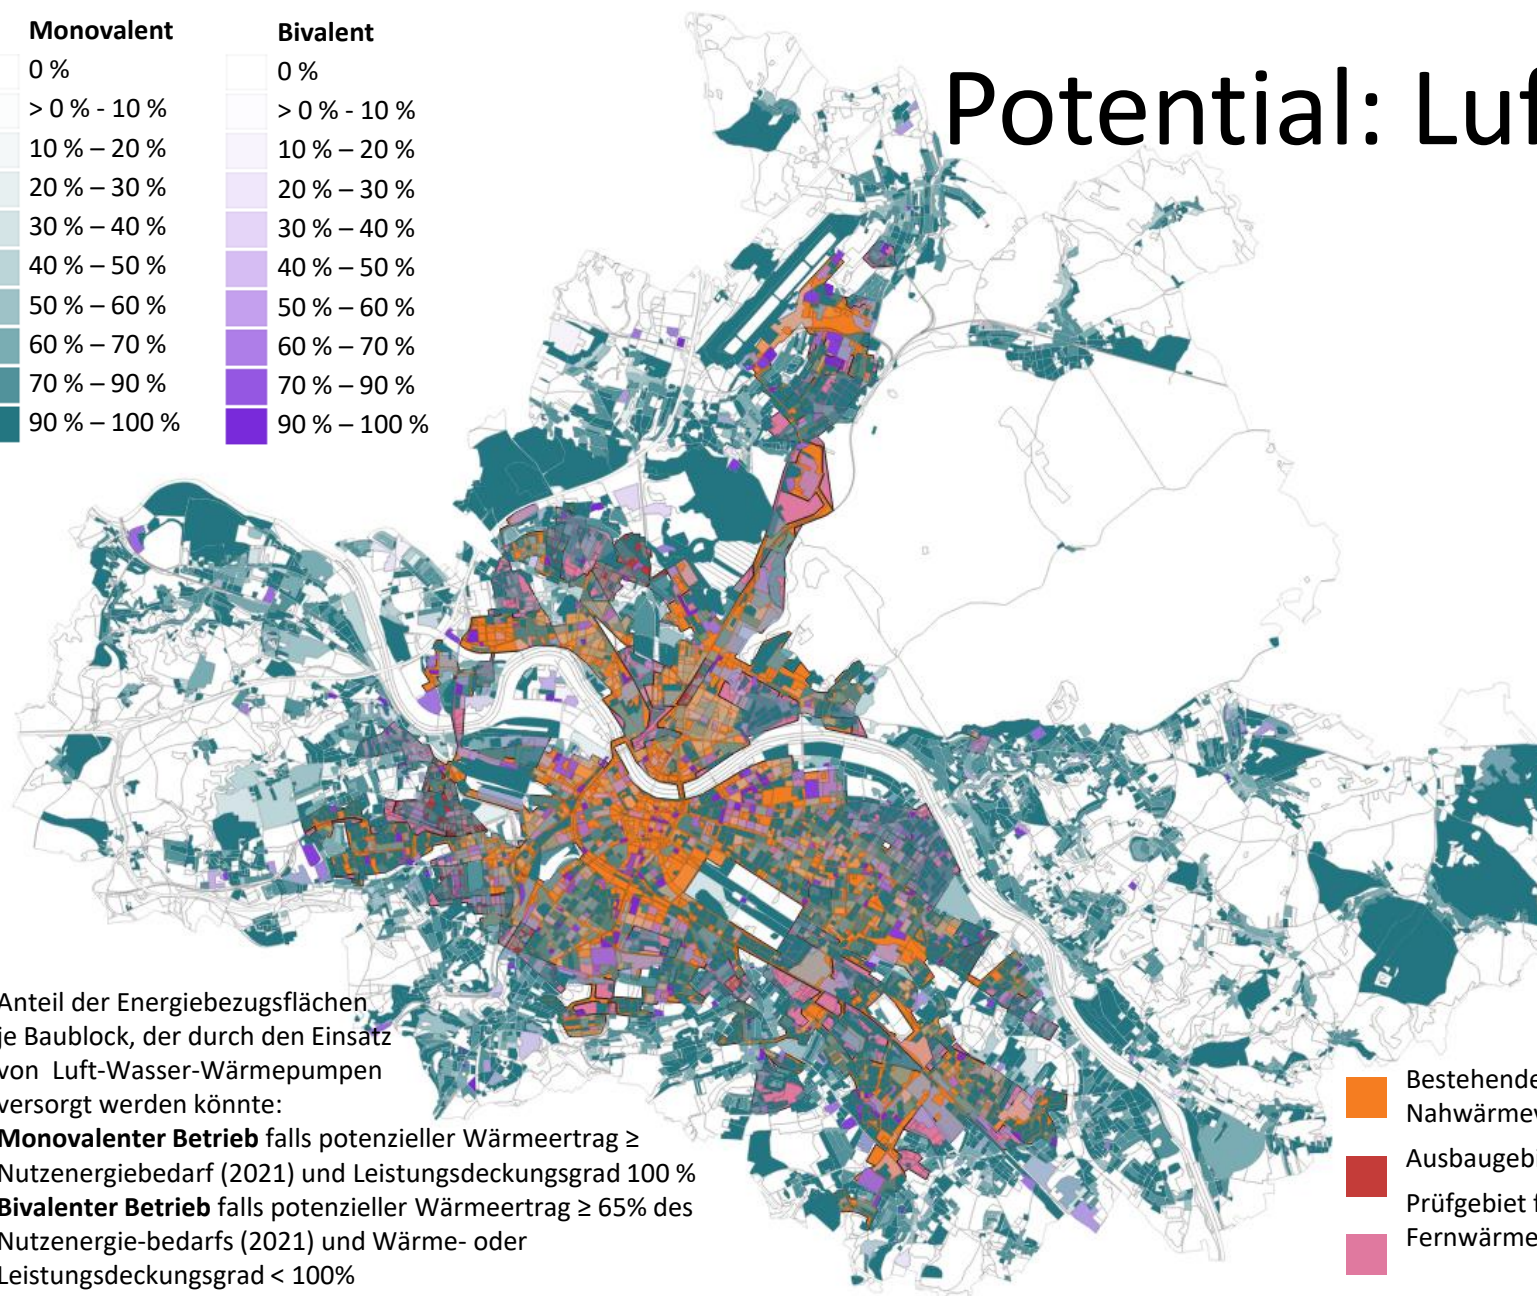 Potential: Luf
Monovalent
0 %
> 0 % - 10 %
10 % – 20 %
20 % – 30 %
30 % – 40 %
40 % – 50 %
50 % – 60 %
60 % – 70 %
70 % – 90 %
90 % – 100 %
Bivalent
0 %
> 0 % - 10 %
10 % – 20 %
20 % – 30 %
30 % – 40 %
40 % – 50 %
50 % – 60 %
60 % – 70 %
70 % – 90 %
90 % – 100 %
Anteil der Energiebezugsflächen
je Baublock, der durch den Einsatz
von Luft-Wasser-Wärmepumpen
versorgt werden könnte:
Monovalenter Betrieb falls potenzieller Wärmeertrag ≥
Nutzenergiebedarf (2021) und Leistungsdeckungsgrad 100 %
Bivalenter Betrieb falls potenzieller Wärmeertrag ≥ 65% des
Nutzenergie-bedarfs (2021) und Wärme- oder
Leistungsdeckungsgrad < 100%
Bestehende
Nahwärmev
Ausbaugebi
Prüfgebiet f
Fernwärme